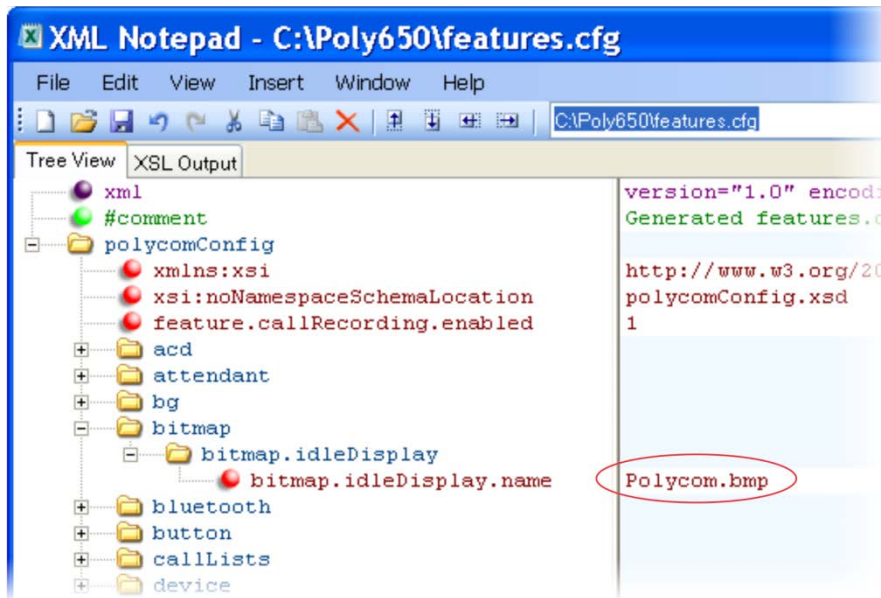 XML Notepad - C:\Poly650\features.cfg
File Edit View Insert Window Help
C:\Poly650\features.cfg
Tree View XSL Output
xml version="1.0" encodi
#comment Generated features.c
polycomConfig
xmlns:xsi http://www.w3.org/20
xsi:noNamespaceSchemaLocation polycomConfig.xsd
feature.callRecording.enabled 1
acd
attendant
bg
bitmap
bitmap.idleDisplay
bitmap.idleDisplay.name Polycom.bmp
bluetooth
button
callLists
device